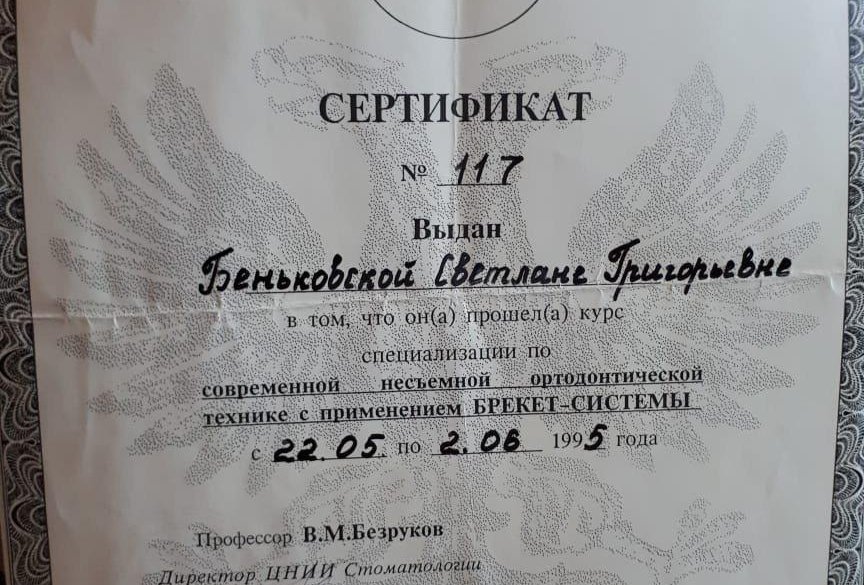 СЕРТИФИКАТ
№ 117
Выдан
Беньковской Светлане Григорьевне
в том, что он(а) прошел(а) курс
специализации по
современной несъемной ортодонтической
технике с применением БРЕКЕТ-СИСТЕМЫ
с 22.05. по 2.06 1995 года
Профессор В.М.Безруков
Директор ЦНИИ Стоматологии